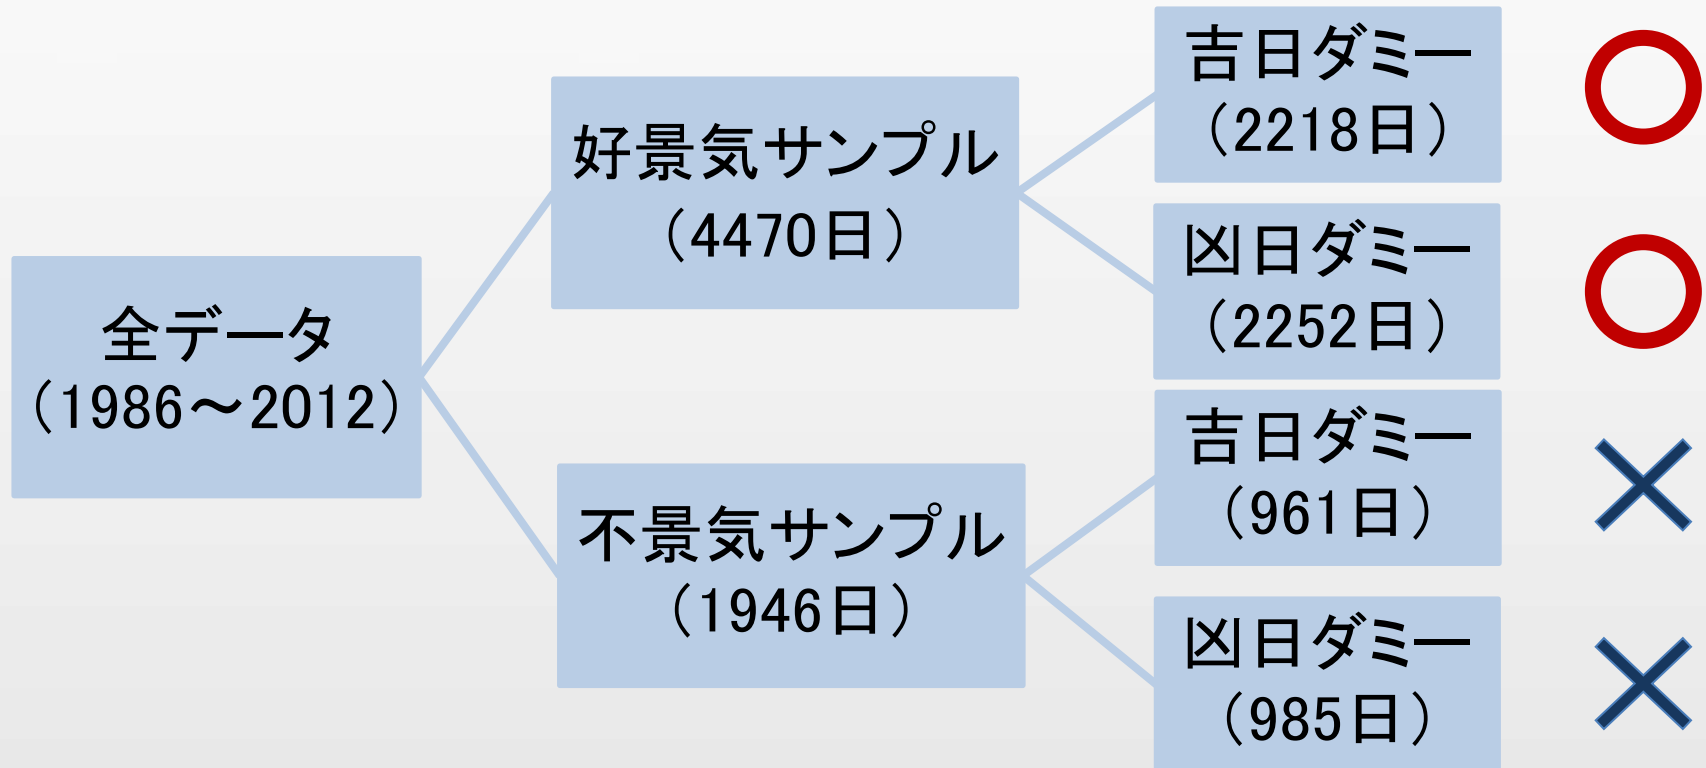 全データ
(1986~2012)
好景気サンプル
(4470日)
不景気サンプル
(1946日)
吉日ダミー
(2218日)
凶日ダミー
(2252日)
吉日ダミー
(961日)
凶日ダミー
(985日)